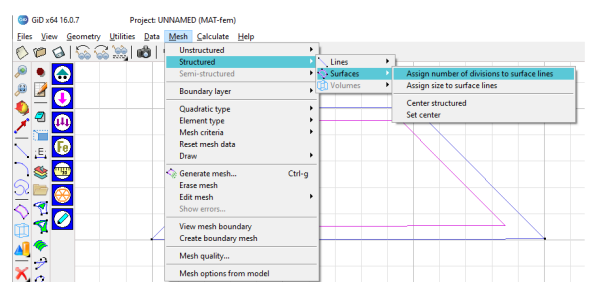 GiD x64 16.0.7 Project: UNNAMED (MAT-fem)
Files View Geometry Utilities Data Mesh Calculate Help
Unstructured
Structured
Semi-structured
Boundary layer
Quadratic type
Element type
Mesh criteria
Reset mesh data
Draw
Generate mesh... Ctrl-g
Erase mesh
Edit mesh
Show errors...
View mesh boundary
Create boundary mesh
Mesh quality...
Mesh options from model
Lines
Surfaces
Volumes
Assign number of divisions to surface lines
Assign size to surface lines
Center structured
Set center
Fe
E